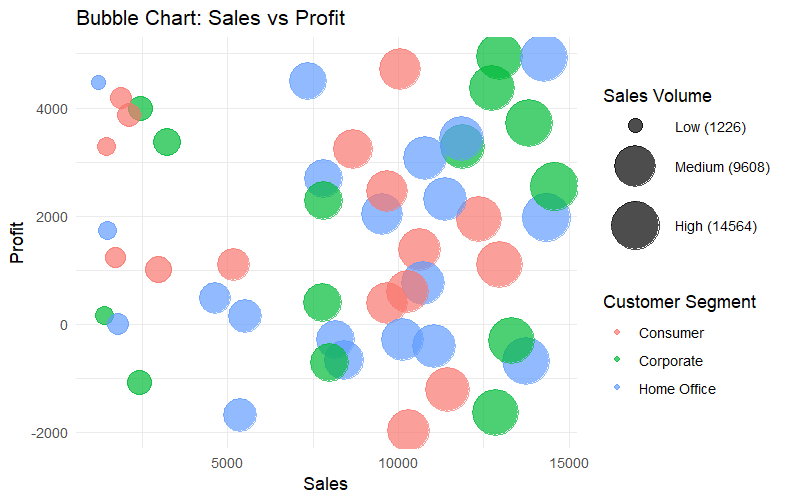 Bubble Chart: Sales vs Profit
4000
2000
0
-2000
Profit
5000
10000
15000
Sales
Sales Volume
Low (1226)
Medium (9608)
High (14564)
Customer Segment
Consumer
Corporate
Home Office